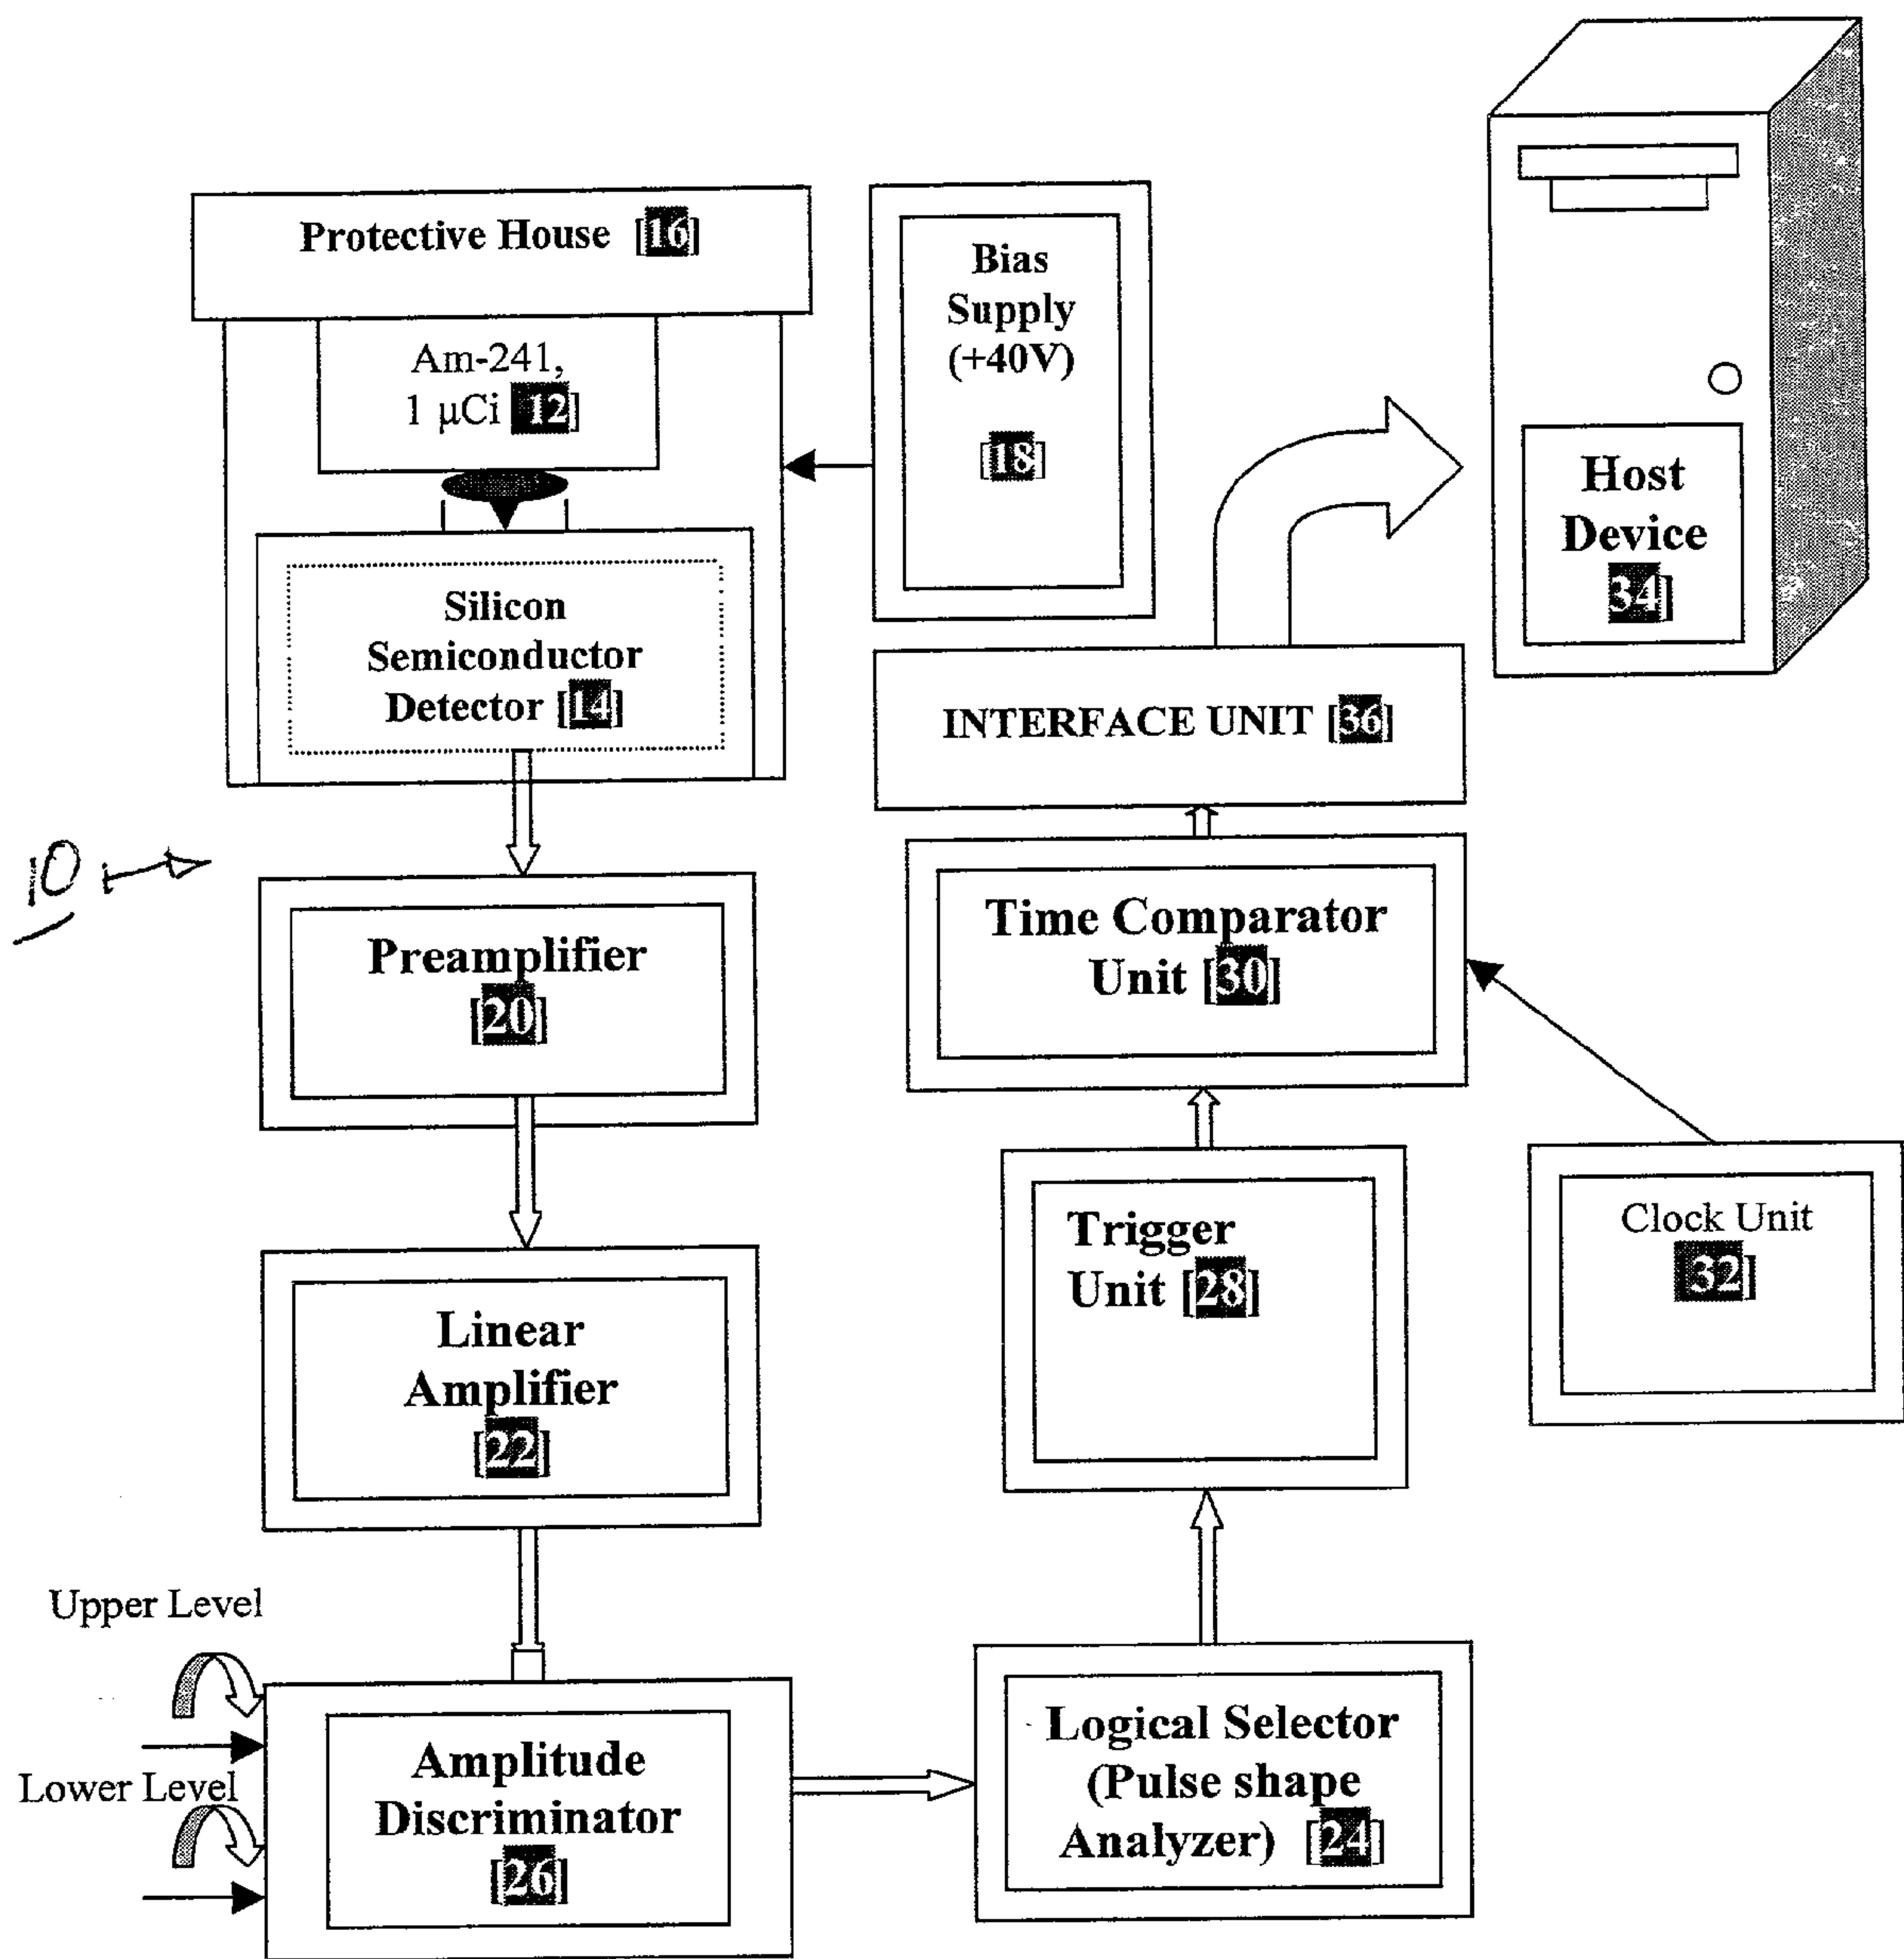 Protective House [16]
Am-241,
1 μCi [12]
Silicon
Semiconductor
Detector [14]
Bias
Supply
(+40V)
[18]
Host
Device
34]
INTERFACE UNIT [36]
10
Preamplifier
[20]
Time Comparator
Unit [30]
Linear
Amplifier
[22]
Trigger
Unit [28]
Clock Unit
[32]
Upper Level
Lower Level
Amplitude
Discriminator
[26]
Logical Selector
(Pulse shape
Analyzer) [24]